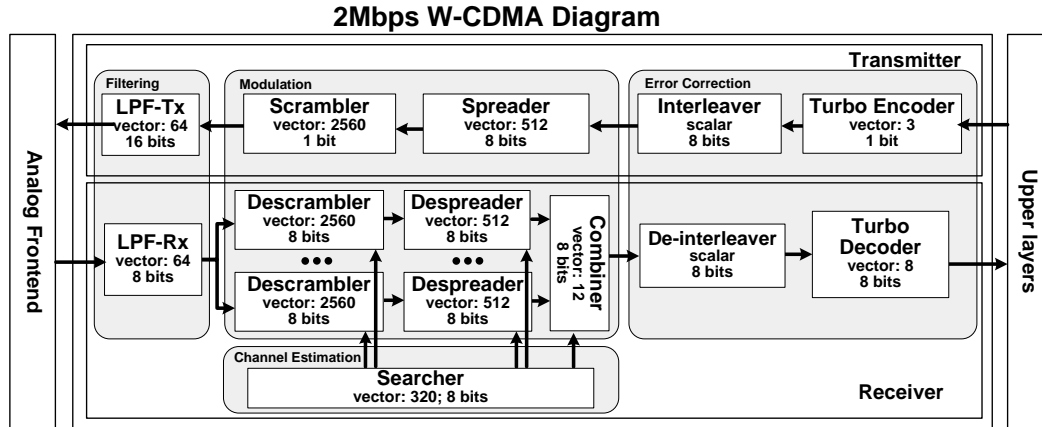 2Mbps W-CDMA Diagram
Analog Frontend
Upper layers
Transmitter
Filtering
LPF-Tx
vector: 64
16 bits
Modulation
Scrambler
vector: 2560
1 bit
Spreader
vector: 512
8 bits
Error Correction
Interleaver
scalar
8 bits
Turbo Encoder
vector: 3
1 bit
LPF-Rx
vector: 64
8 bits
Descrambler
vector: 2560
8 bits
Despreader
vector: 512
8 bits
•••
•••
Descrambler
vector: 2560
8 bits
Despreader
vector: 512
8 bits
Combiner
vector: 12
8 bits
De-interleaver
scalar
8 bits
Turbo
Decoder
vector: 8
8 bits
Channel Estimation
Searcher
vector: 320; 8 bits
Receiver